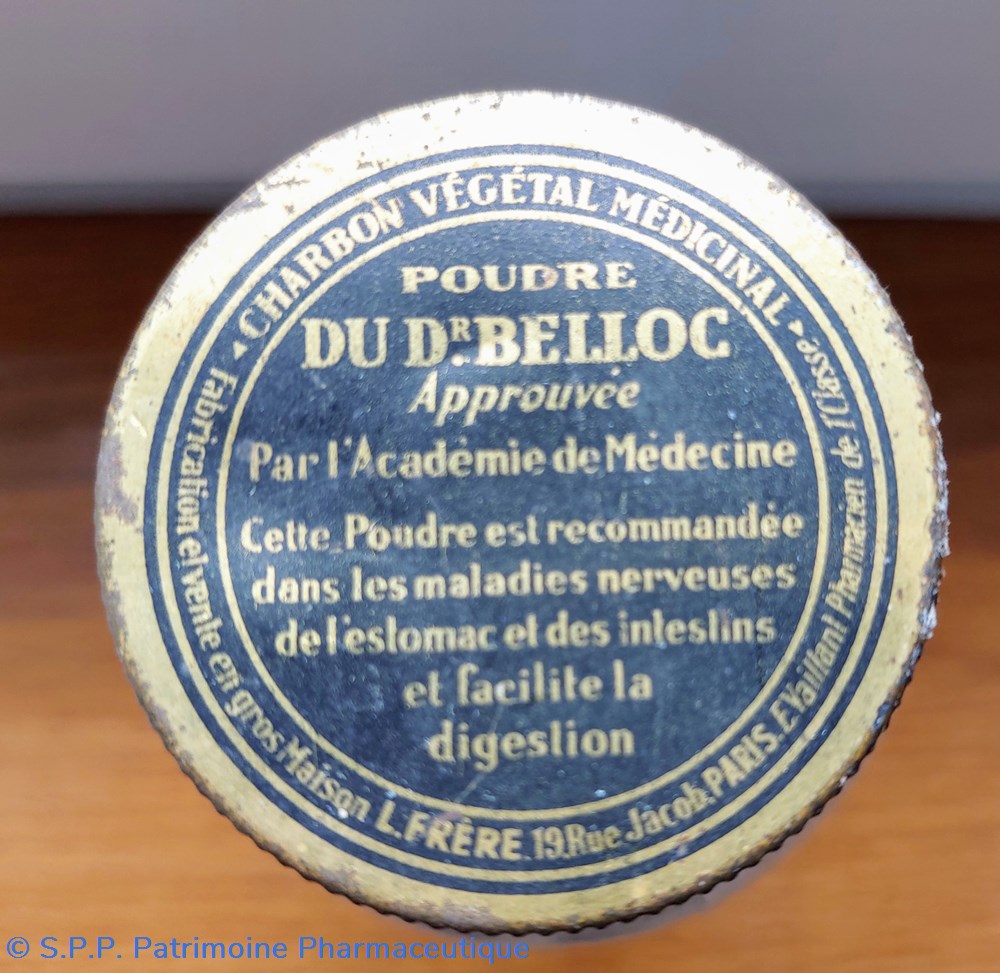 CHARBON VÉGÉTAL MÉDICINAL
POUDRE
DU DR. BELLOC
Approuvée
Par l'Académie de Médecine
Cette Poudre est recommandée
dans les maladies nerveuses
de l'estomac et des intestins
et facilite la
digestion
Fabrication et vente en gros Maison L. FRÈRE. 19, Rue Jacob, PARIS. E. Vaillant Pharmacien de 1' Classe
© S.P.P. Patrimoine Pharmaceutique